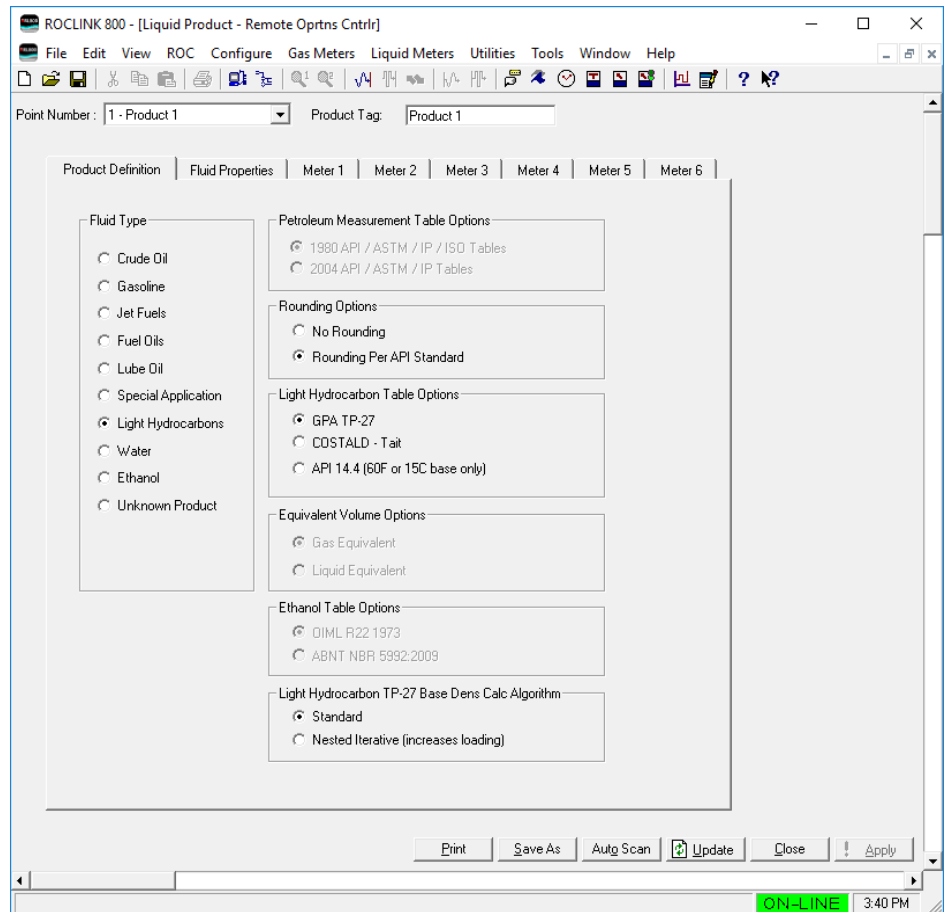 ROCLINK 800 - [Liquid Product - Remote Oprtns Cntrlr]
File Edit View ROC Configure Gas Meters Liquid Meters Utilities Tools Window Help
Point Number : 1 - Product 1 Product Tag: Product 1
Product Definition Fluid Properties Meter 1 Meter 2 Meter 3 Meter 4 Meter 5 Meter 6
Fluid Type
Crude Oil
Gasoline
Jet Fuels
Fuel Oils
Lube Oil
Special Application
Light Hydrocarbons
Water
Ethanol
Unknown Product
Petroleum Measurement Table Options
1980 API / ASTM / IP / ISO Tables
2004 API / ASTM / IP Tables
Rounding Options
No Rounding
Rounding Per API Standard
Light Hydrocarbon Table Options
GPA TP-27
COSTALD - Tait
API 14.4 (60F or 15C base only)
Equivalent Volume Options
Gas Equivalent
Liquid Equivalent
Ethanol Table Options
OIML R22 1973
ABNT NBR 5992:2009
Light Hydrocarbon TP-27 Base Dens Calc Algorithm
Standard
Nested Iterative (increases loading)
Print Save As Auto Scan Update Close ! Apply
ON-LINE 3:40 PM